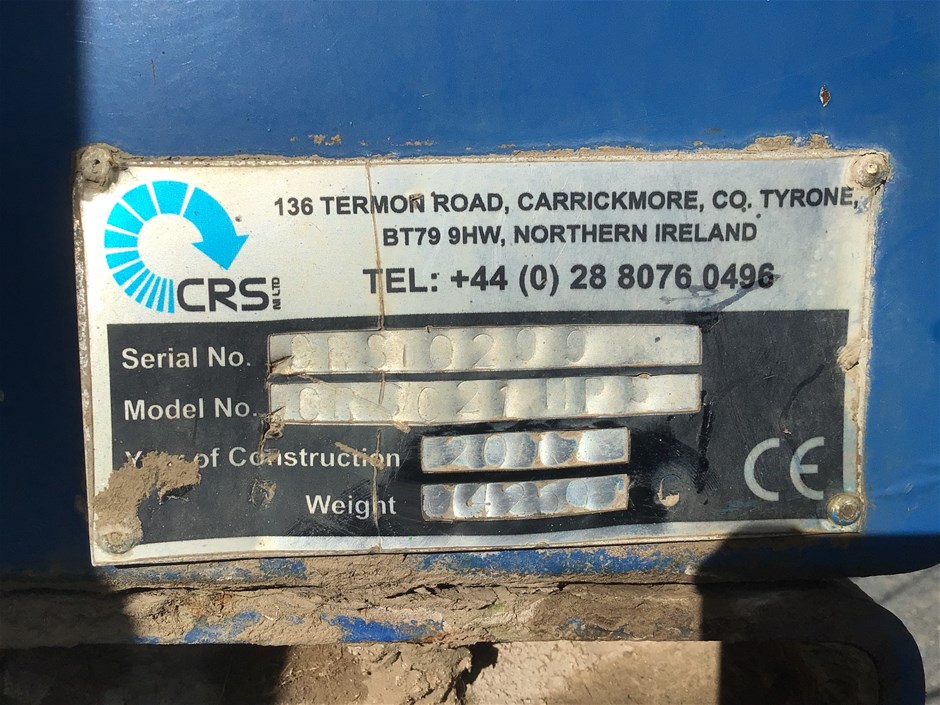 136 TERMON ROAD, CARRICKMORE, CO. TYRONE,
BT79 9HW, NORTHERN IRELAND
TEL: +44 (0) 28 8076 0496
CRS NI LTD
Serial No.
Model No.
Year of Construction
Weight
CE